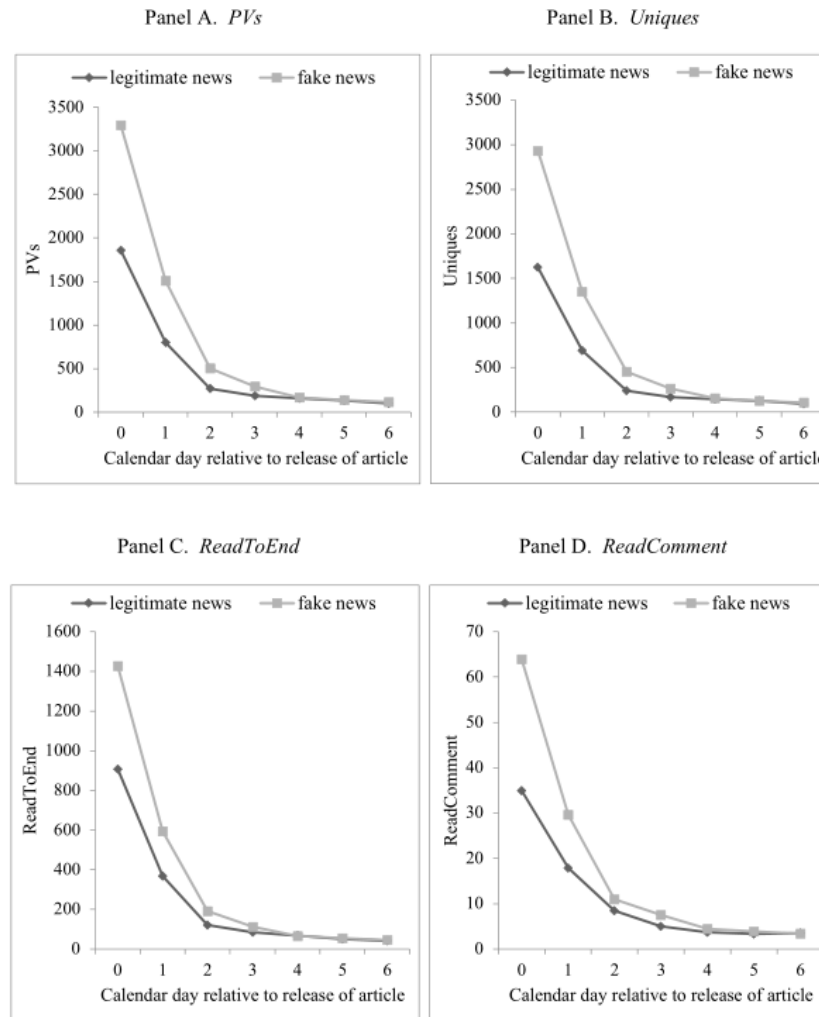 Panel A. PVs
legitimate news fake news
3500
3000
2500
2000
1500
1000
500
0
PVs
0 1 2 3 4 5 6
Calendar day relative to release of article
Panel B. Uniques
legitimate news fake news
3500
3000
2500
2000
1500
1000
500
0
Uniques
0 1 2 3 4 5 6
Calendar day relative to release of article
Panel C. ReadToEnd
legitimate news fake news
1600
1400
1200
1000
800
600
400
200
0
ReadToEnd
0 1 2 3 4 5 6
Calendar day relative to release of article
Panel D. ReadComment
legitimate news fake news
70
60
50
40
30
20
10
0
ReadComment
0 1 2 3 4 5 6
Calendar day relative to release of article